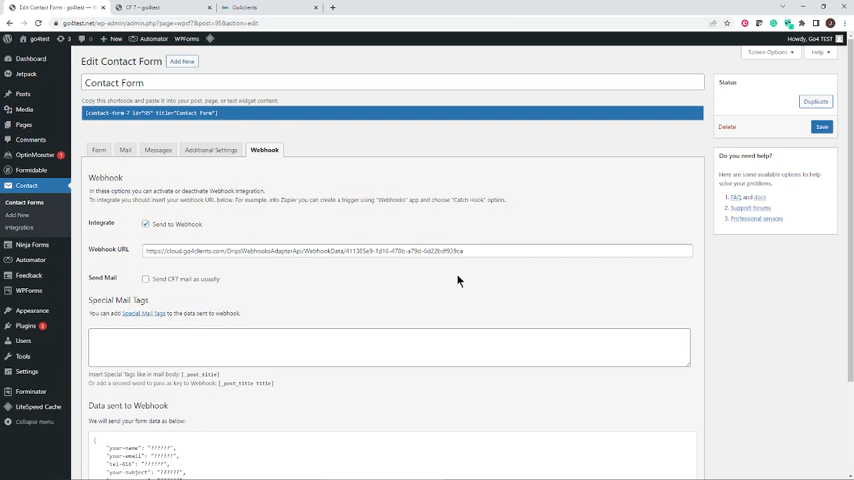 Edit Contact Form ‹ go4test — W
CF 7 – go4test
Go4clients
go4test.net/wp-admin/admin.php?page=wpcf7&post=95&action=edit
go4test
3
0
New
Automator
WPForms
Howdy, Go4 TEST
Dashboard
Jetpack
Posts
Media
Pages
Comments
OptinMonster 1
Formidable
Contact
Contact Forms
Add New
Integration
Ninja Forms
Automator
Feedback
WPForms
Appearance
Plugins 3
Users
Tools
Settings
Forminator
LiteSpeed Cache
Collapse menu
Screen Options
Help
Edit Contact Form
Add New
Contact Form
Copy this shortcode and paste it into your post, page, or text widget content:
[contact-form-7 id="95" title="Contact Form"]
Form
Mail
Messages
Additional Settings
Webhook
Webhook
In these options you can activate or deactivate Webhook integration.
To integrate you should insert your webhook URL below. For example, into Zapier you can create a trigger using "Webhooks" app and choose "Catch Hook" option.
Integrate
Send to Webhook
Webhook URL
Send Mail
Send CF7 mail as usually
Special Mail Tags
You can add Special Mail Tags to the data sent to webhook.
Insert Special Tags like in mail body: [_post_title]
Or add a second word to pass as key to Webhook: [_post_title title]
Data sent to Webhook
We will send your form data as below:
{
"your-name": "??????",
"your-email": "??????",
"tel-816": "??????",
"your-subject": "??????",
Status
Duplicate
Delete
Save
Do you need help?
Here are some available options to help
solve your problems.
1. FAQ and docs
2. Support forums
3. Professional services